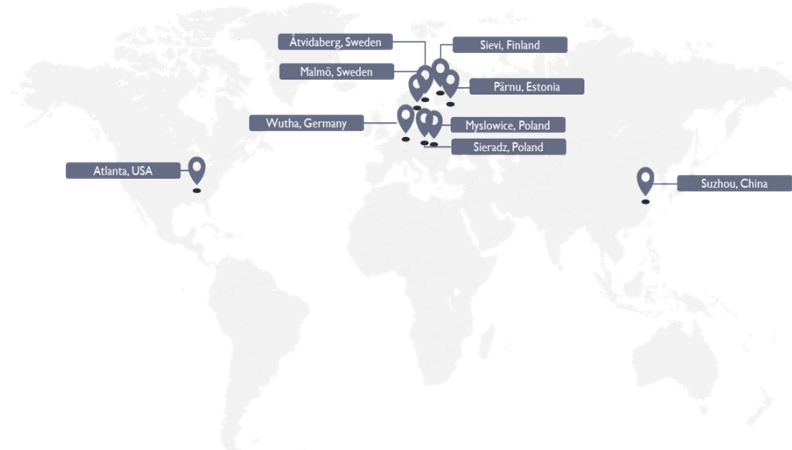 Åtvidaberg, Sweden
Sievi, Finland
Malmö, Sweden
Pärnu, Estonia
Wutha, Germany
Myslowice, Poland
Sieradz, Poland
Atlanta, USA
Suzhou, China